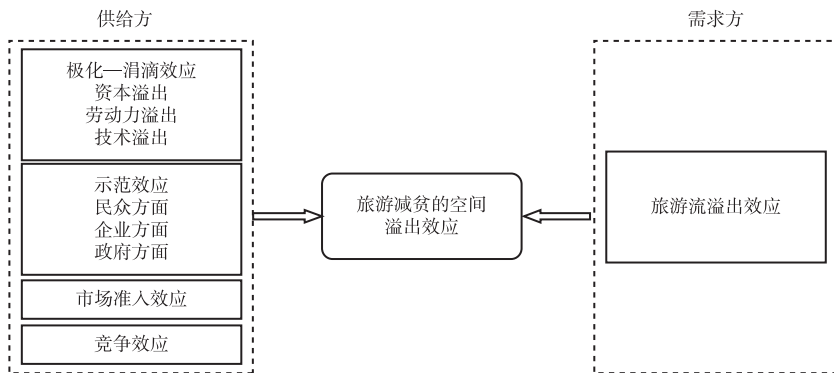 供给方
极化—涓滴效应
资本溢出
劳动力溢出
技术溢出
示范效应
民众方面
企业方面
政府方面
市场准入效应
竞争效应
旅游减贫的空间
溢出效应
需求方
旅游流溢出效应